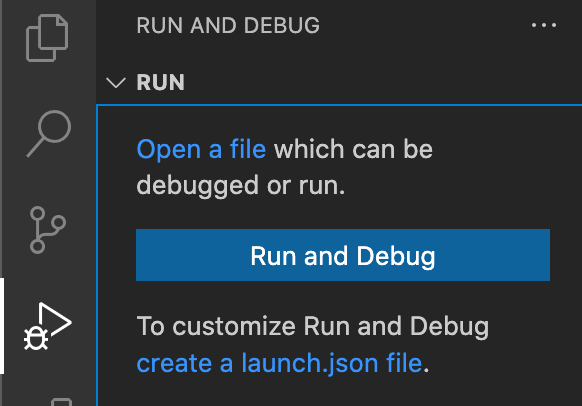 RUN AND DEBUG
RUN
Open a file which can be
debugged or run.
Run and Debug
To customize Run and Debug
create a launch.json file.